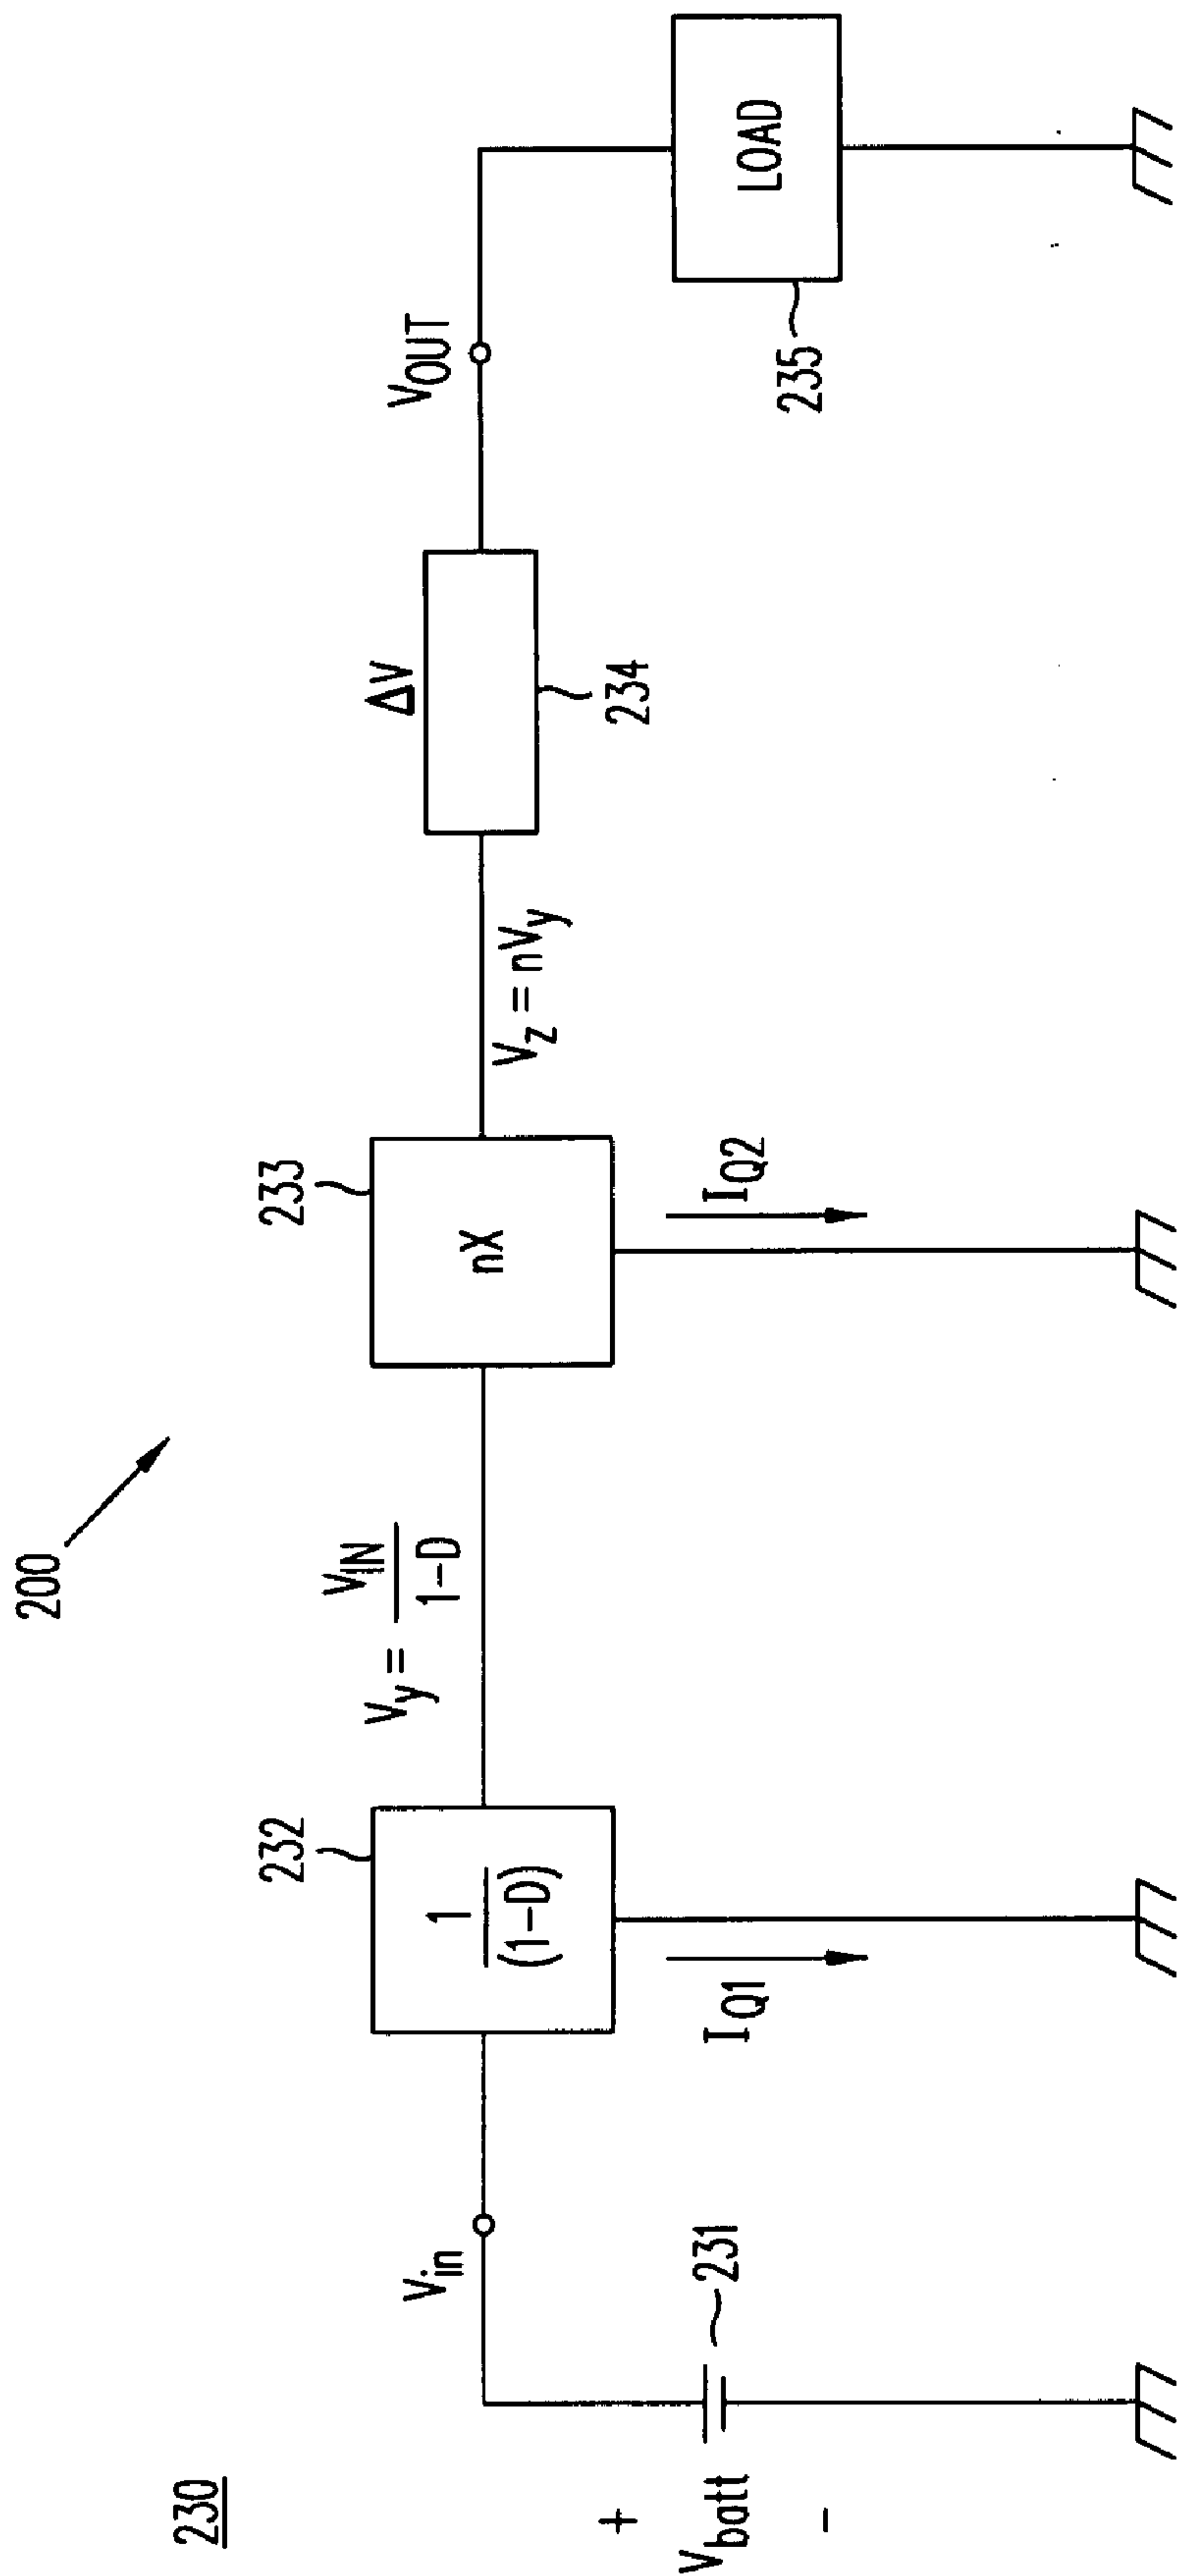 230
200
V_in
V_batt
+
-
231
232
1
(1-D)
I_Q1
V_y = V_IN
1-D
233
nX
I_Q2
V_z = nV_y
ΔV
234
V_OUT
LOAD
235